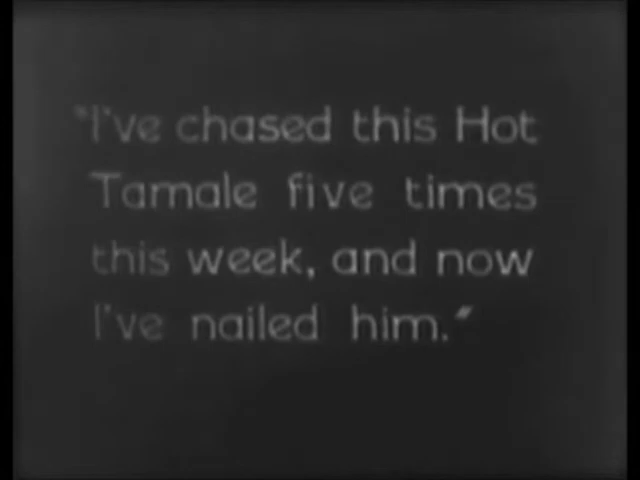 "I've chased this Hot
Tamale five times
this week, and now
I've nailed him."